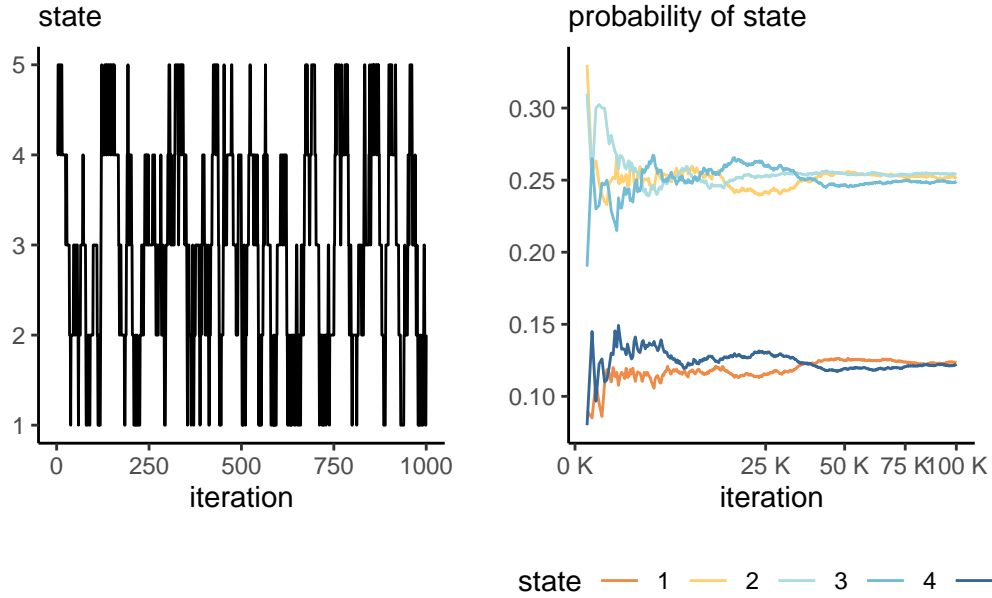 state
5
4
3
2
1
0 250 500 750 1000
iteration
probability of state
0.30
0.25
0.20
0.15
0.10
0 K 25 K 50 K 75 K 100 K
iteration
state 1 2 3 4